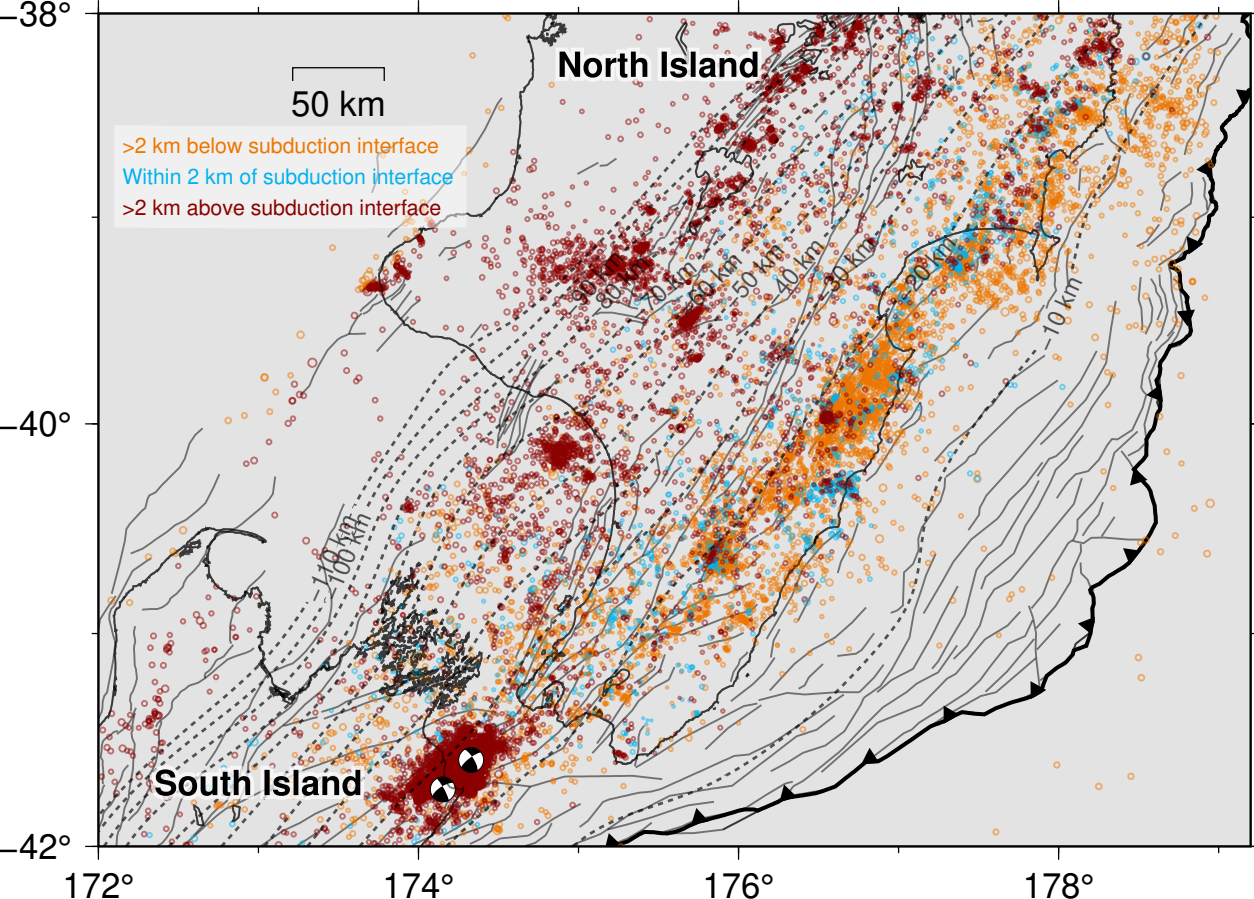 −38°
North Island
50 km
>2 km below subduction interface
Within 2 km of subduction interface
>2 km above subduction interface
90 km
80 km
70 km
60 km
50 km
40 km
30 km
20 km
10 km
−40°
110 km
100 km
South Island
−42°
172°
174°
176°
178°